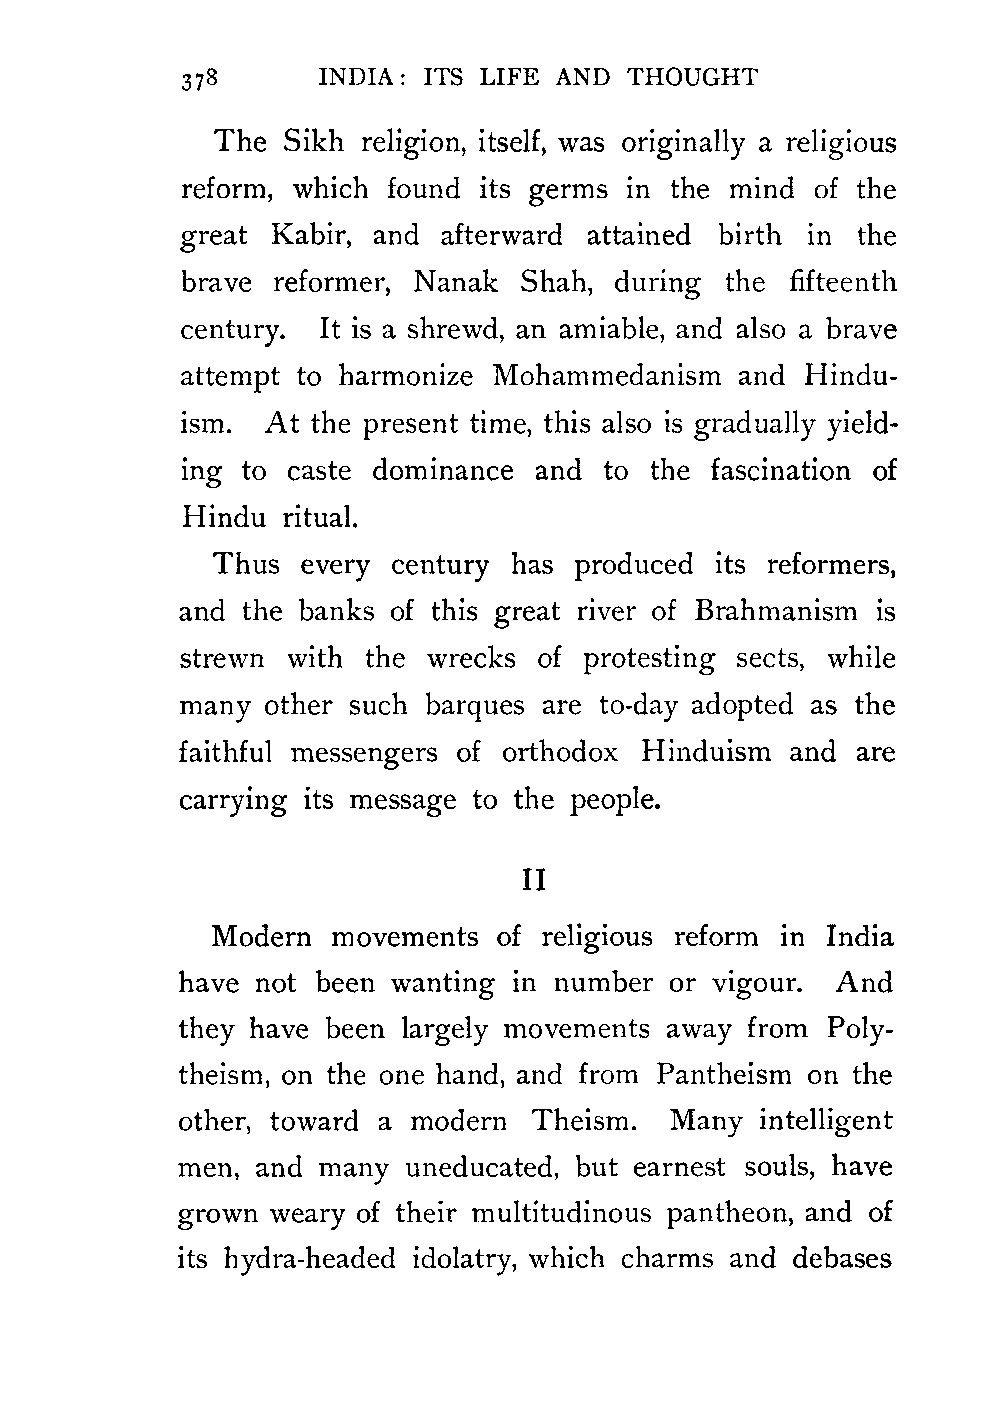 378 INDIA: ITS LIFE AND THOUGHT
The Sikh religion, itself, was originally a religious
reform, which found its germs in the mind of the
great Kabir, and afterward attained birth in the
brave reformer, Nanak Shah, during the fifteenth
century. It is a shrewd, an amiable, and also a brave
attempt to harmonize Mohammedanism and Hindu-
ism. At the present time, this also is gradually yield-
ing to caste dominance and to the fascination of
Hindu ritual.
Thus every century has produced its reformers,
and the banks of this great river of Brahmanism is
strewn with the wrecks of protesting sects, while
many other such barques are to-day adopted as the
faithful messengers of orthodox Hinduism and are
carrying its message to the people.
II
Modern movements of religious reform in India
have not been wanting in number or vigour. And
they have been largely movements away from Poly-
theism, on the one hand, and from Pantheism on the
other, toward a modern Theism. Many intelligent
men, and many uneducated, but earnest souls, have
grown weary of their multitudinous pantheon, and of
its hydra-headed idolatry, which charms and debases